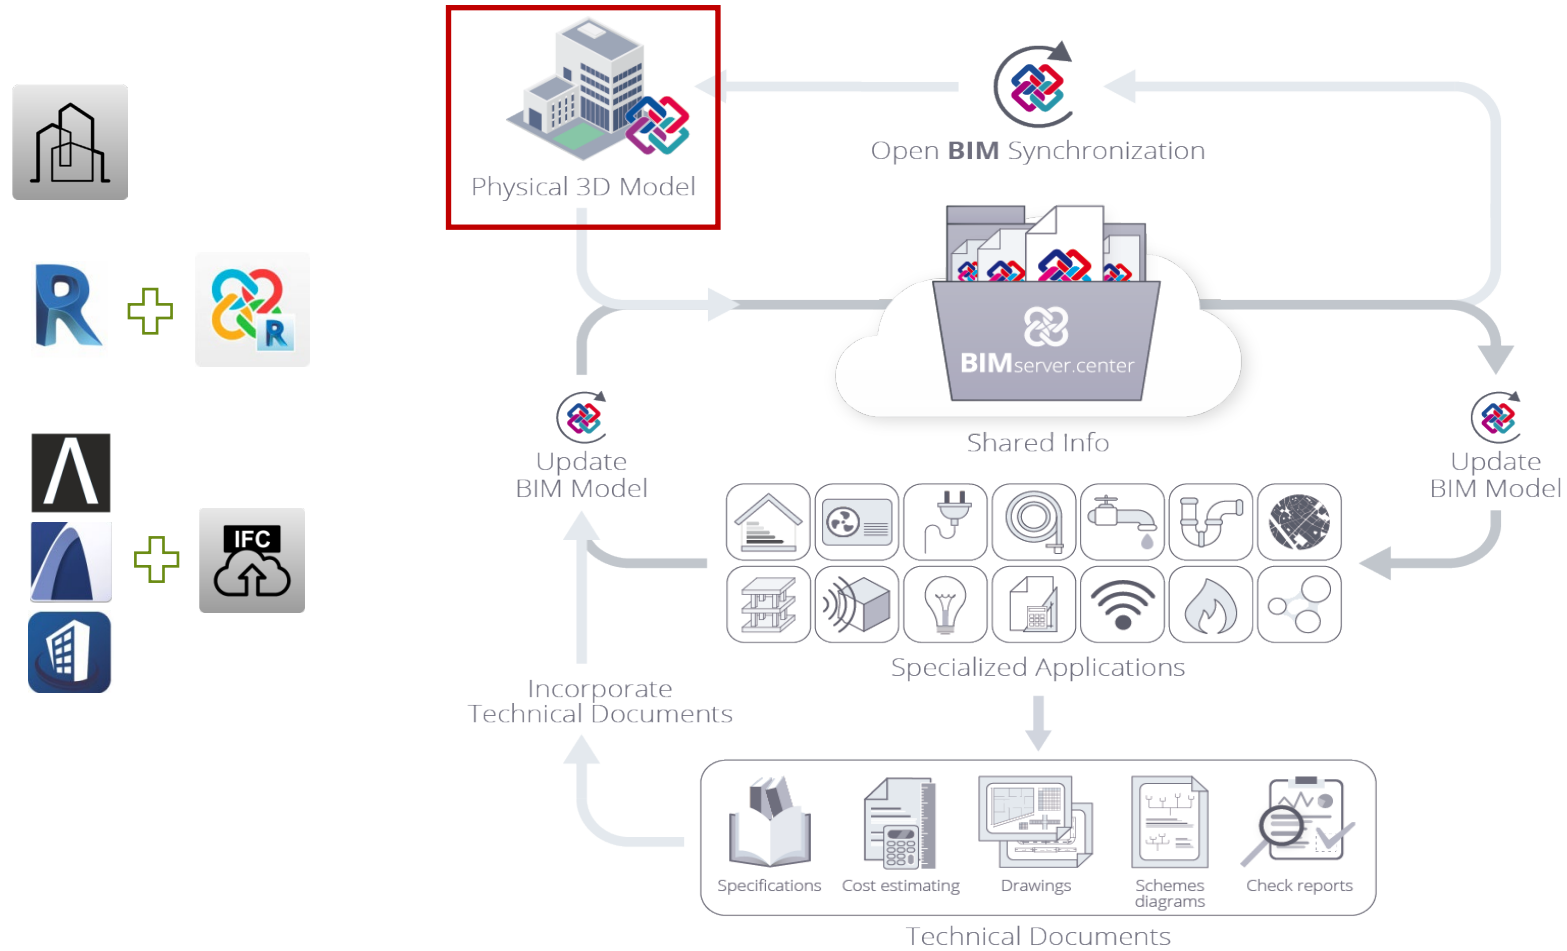 Physical 3D Model
Open BIM Synchronization
R
R
BIMserver.center
Shared Info
Update
BIM Model
Update
BIM Model
IFC
Specialized Applications
Incorporate
Technical Documents
Specifications
Cost estimating
Drawings
Schemes
diagrams
Check reports
Technical Documents